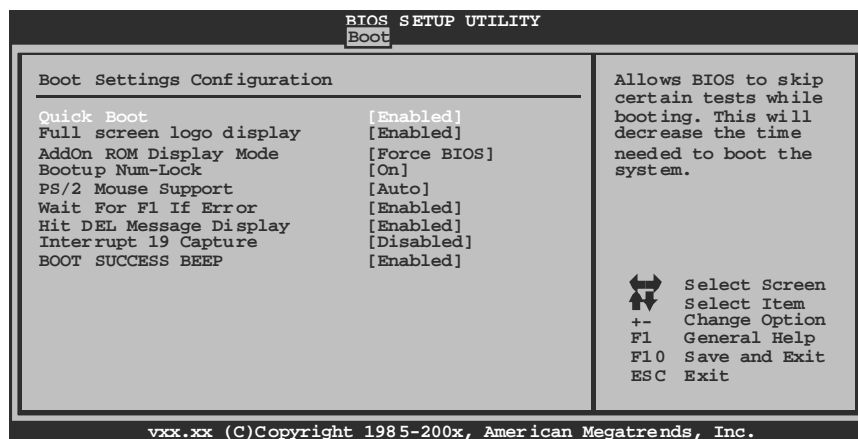 BIOS SETUP UTILITY
Boot
Boot Settings Configuration
Quick Boot [Enabled]
Full screen logo display [Enabled]
AddOn ROM Display Mode [Force BIOS]
Bootup Num-Lock [On]
PS/2 Mouse Support [Auto]
Wait For F1 If Error [Enabled]
Hit DEL Message Display [Enabled]
Interrupt 19 Capture [Disabled]
BOOT SUCCESS BEEP [Enabled]
Allows BIOS to skip
certain tests while
booting. This will
decrease the time
needed to boot the
system.
Select Screen
Select Item
+- Change Option
F1 General Help
F10 Save and Exit
ESC Exit
vxx.xx (C)Copyright 1985-200x, American Megatrends, Inc.